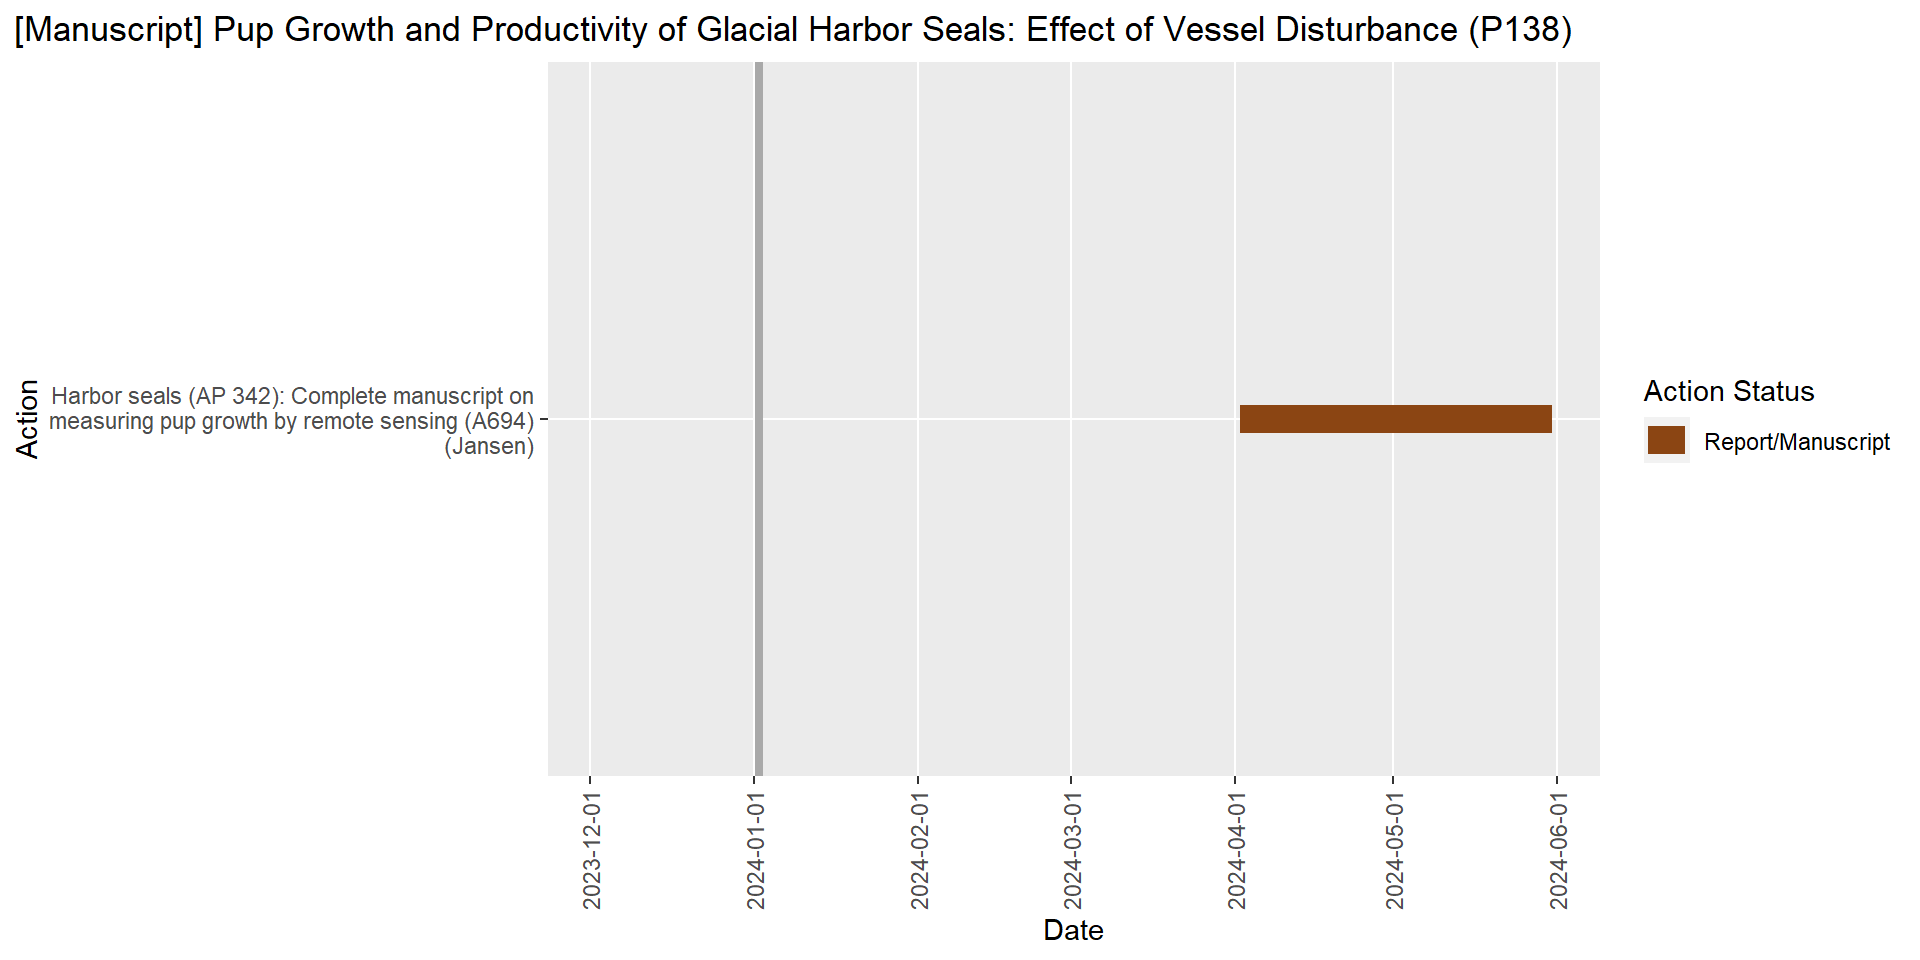 [Manuscript] Pup Growth and Productivity of Glacial Harbor Seals: Effect of Vessel Disturbance (P138)
Action
Harbor seals (AP 342): Complete manuscript on
measuring pup growth by remote sensing (A694)
(Jansen)
Action Status
Report/Manuscript
2023-12-01
2024-01-01
2024-02-01
2024-03-01
2024-04-01
2024-05-01
2024-06-01
Date